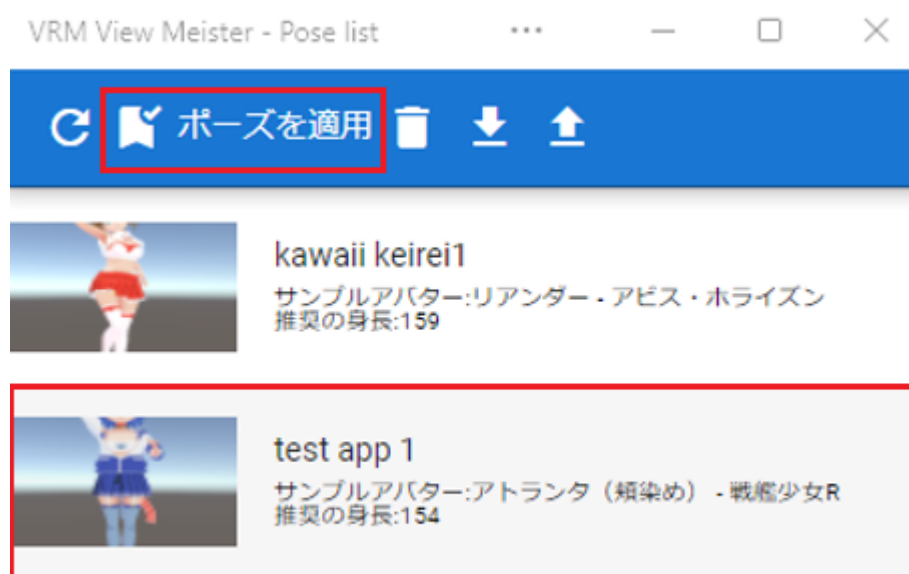 VRM View Meister - Pose list
ポーズを適用
kawaii keirei1
サンプルアバター:リアンダー - アビス・ホライズン
推奨の身長:159
test app 1
サンプルアバター:アトランタ（頬染め） - 戦艦少女R
推奨の身長:154